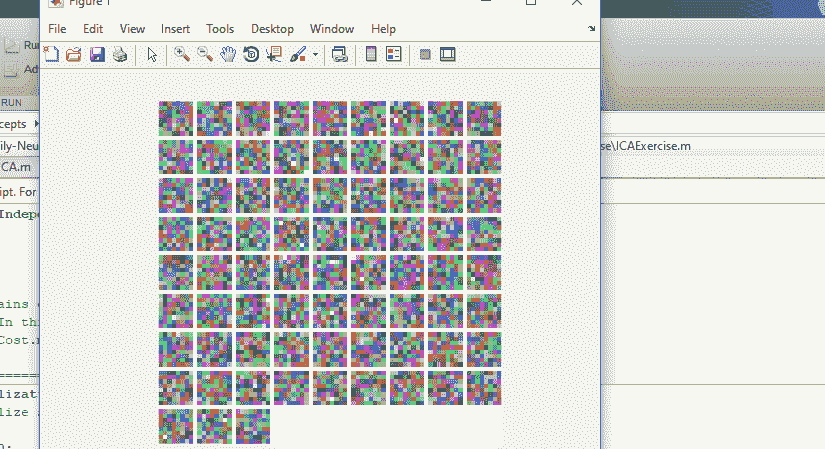 Figure 1
File Edit View Insert Tools Desktop Window Help
Ru
Ad
RUN
cepts
ily-Neu
se\ICAExercise.m
CA.m
ipt. For
Indepe
ains
In th
Cost.
======
lizat
lize